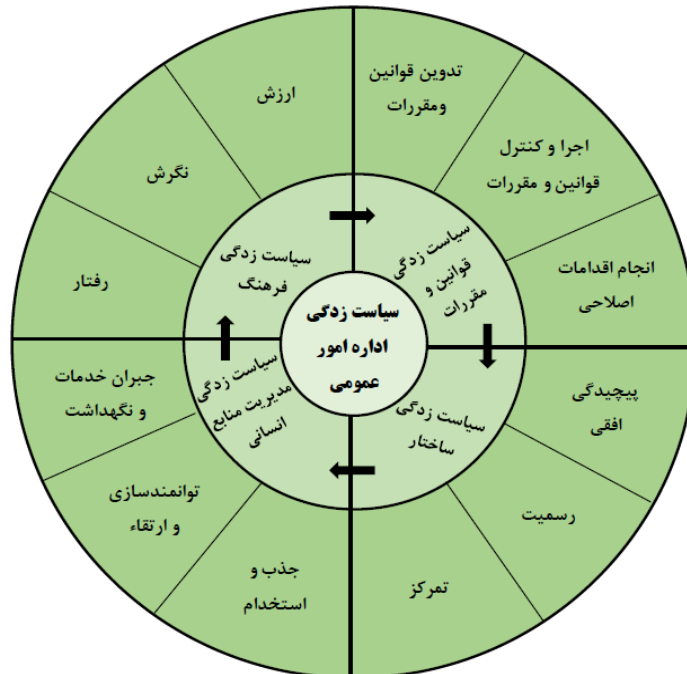 سیاست زدگی
اداره امور
عمومی
سیاست زدگی
قوانین و
مقررات
سیاست زدگی
ساختار
سیاست زدگی
مدیریت منابع
انسانی
سیاست زدگی
فرهنگ
تدوین قوانین
ومقررات
اجرا و کنترل
قوانین و مقررات
انجام اقدامات
اصلاحی
پیچیدگی
افقی
رسمیت
تمرکز
جذب و
استخدام
توانمندسازی
و ارتقاء
جبران خدمات
و نگهداشت
رفتار
نگرش
ارزش